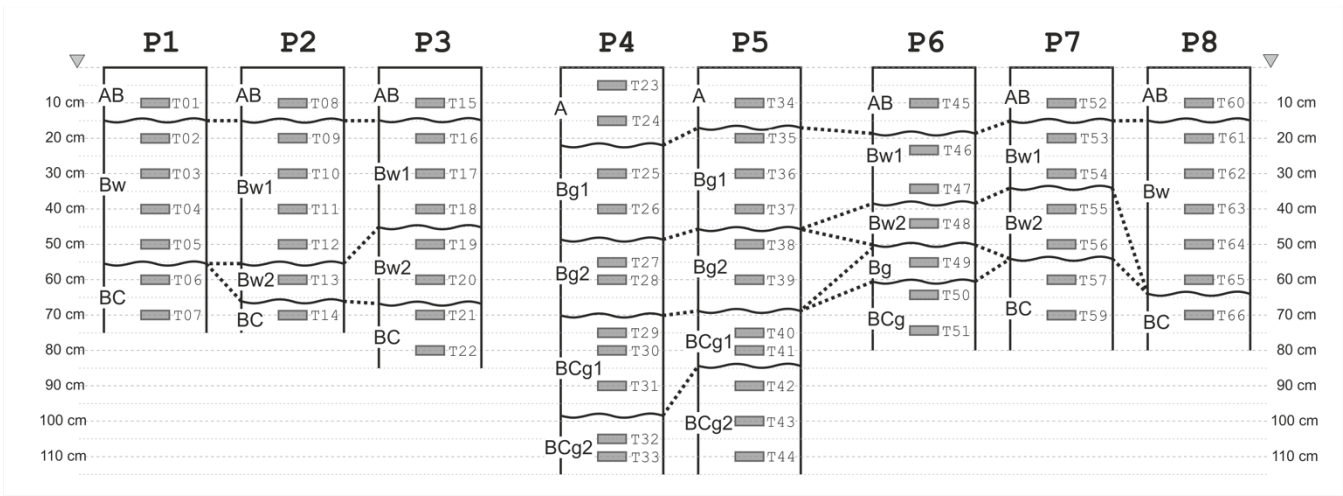 P1 P2 P3 P4 P5 P6 P7 P8
T23
10 cm AB T01 AB T08 AB T15 A T34 A AB T45 AB T52 AB T60 10 cm
T24
20 cm T02 T09 T16 T35 T53 T61 20 cm
Bw1 T46 Bw1
30 cm Bw T03 Bw1 T10 Bw1 T17 Bg1 T25 Bg1 T36 T47 T54 Bw T62 30 cm
40 cm T04 T11 T18 T26 T37 Bw2 T48 Bw2 T55 T63 40 cm
50 cm T05 T12 T19 T38 T56 T64 50 cm
Bw2 Bg2 T27 Bg2 Bg T49
60 cm T06 Bw2 T13 T20 T28 T39 T57 T65 60 cm
BC T50
70 cm T07 BC T14 T21 BCg T51 BC T59 BC T66 70 cm
BC T29 BCg1 T40
80 cm T22 T30 T41 80 cm
BCg1
90 cm T31 T42 90 cm
100 cm BCg2 T43 100 cm
BCg2 T32
110 cm T33 T44 110 cm